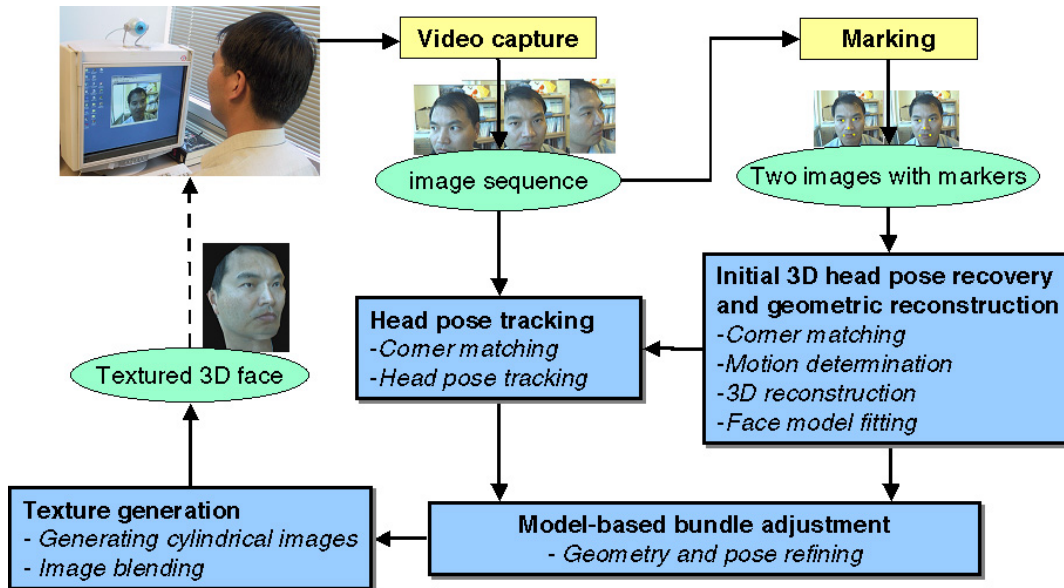 Video capture
Marking
image sequence
Two images with markers
Initial 3D head pose recovery
and geometric reconstruction
-Corner matching
-Motion determination
-3D reconstruction
-Face model fitting
Head pose tracking
-Corner matching
-Head pose tracking
Textured 3D face
Texture generation
- Generating cylindrical images
- Image blending
Model-based bundle adjustment
- Geometry and pose refining